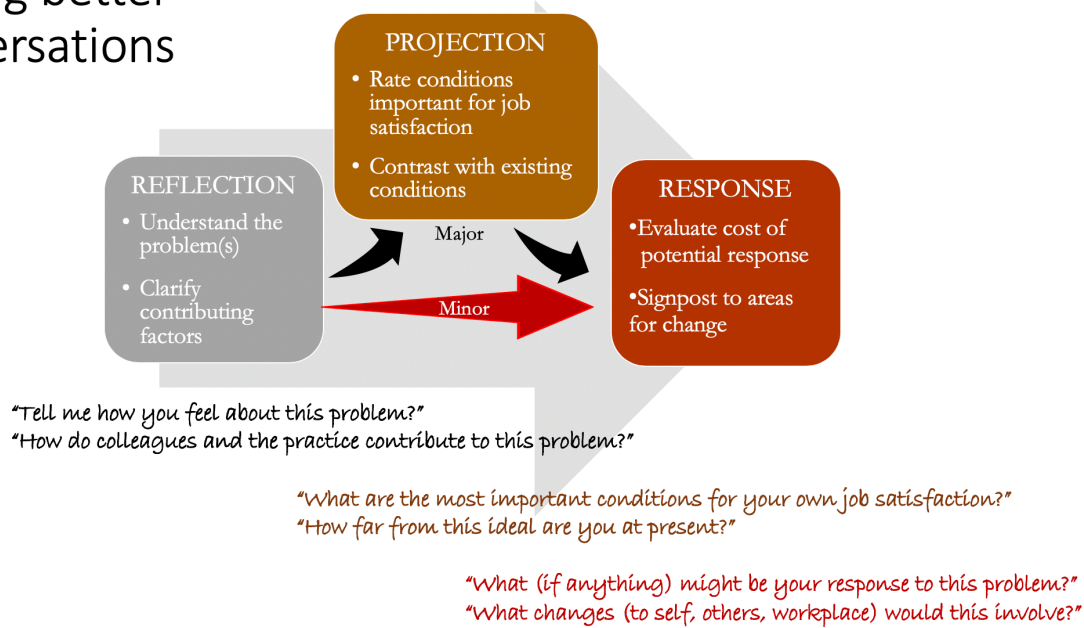 better
ersations
PROJECTION
• Rate conditions
important for job
satisfaction
• Contrast with existing
conditions
REFLECTION
• Understand the
problem(s)
• Clarify
contributing
factors
Major
Minor
RESPONSE
•Evaluate cost of
potential response
•Signpost to areas
for change
"Tell me how you feel about this problem?"
"How do colleagues and the practice contribute to this problem?"
"What are the most important conditions for your own job satisfaction?"
"How far from this ideal are you at present?"
"What (if anything) might be your response to this problem?"
"What changes (to self, others, workplace) would this involve?"